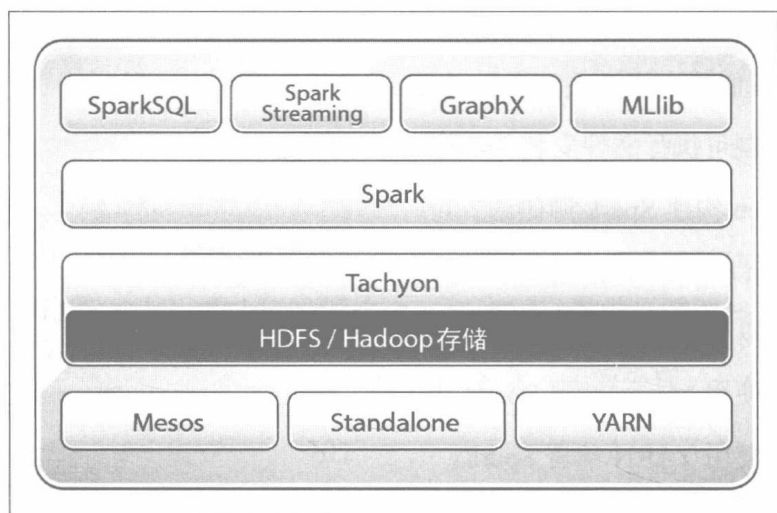 SparkSQL
Spark
Streaming
GraphX
MLlib
Spark
Tachyon
HDFS / Hadoop存储
Mesos
Standalone
YARN